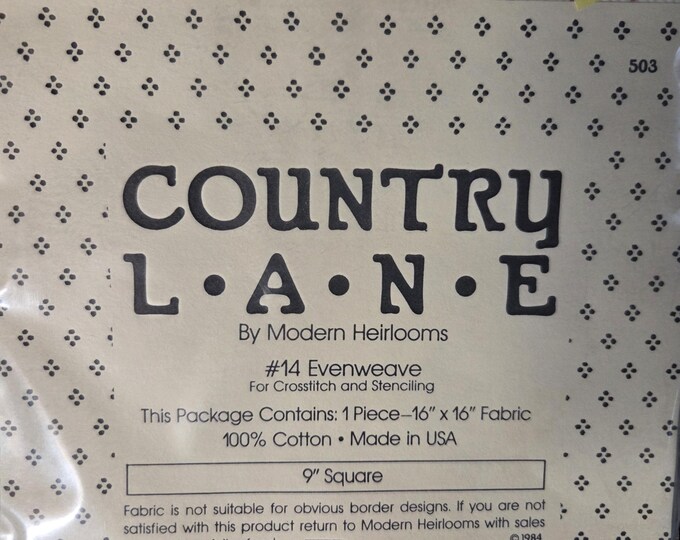 503
COUNTRY
L•A•N•E
By Modern Heirlooms
#14 Evenweave
For Crosstitch and Stenciling
This Package Contains: 1 Piece–16" x 16" Fabric
100% Cotton • Made in USA
9" Square
Fabric is not suitable for obvious border designs. If you are not
satisfied with this product return to Modern Heirlooms with sales
© 1984